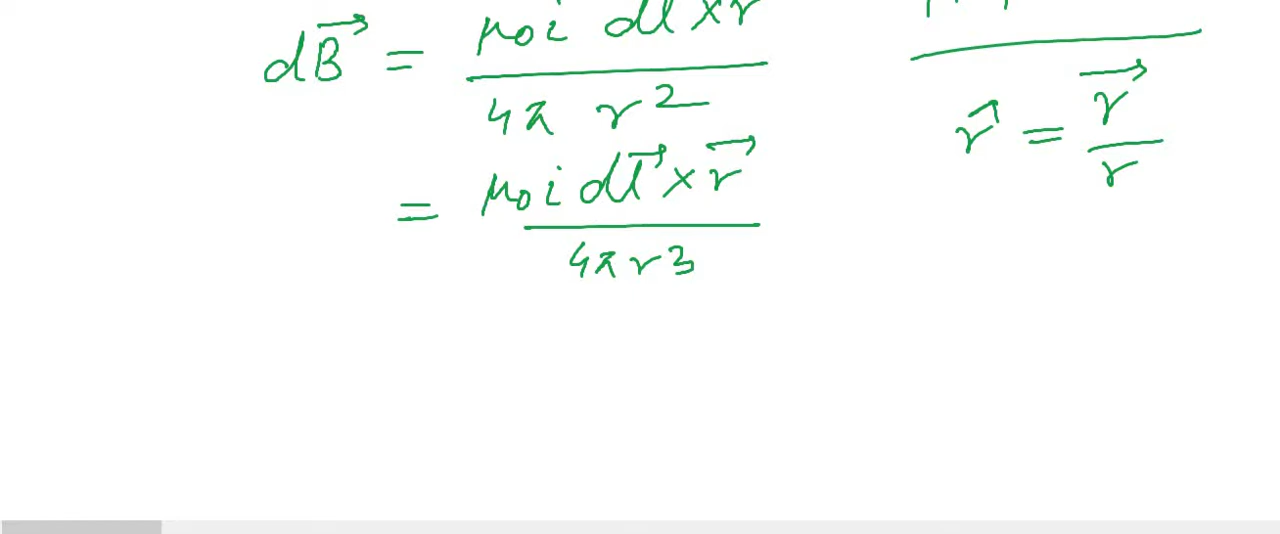 dB⃗ = μ₀i dl×r / 4π r²
= μ₀i dl⃗ × r⃗ / 4πr3
r⃗ = r⃗ / r